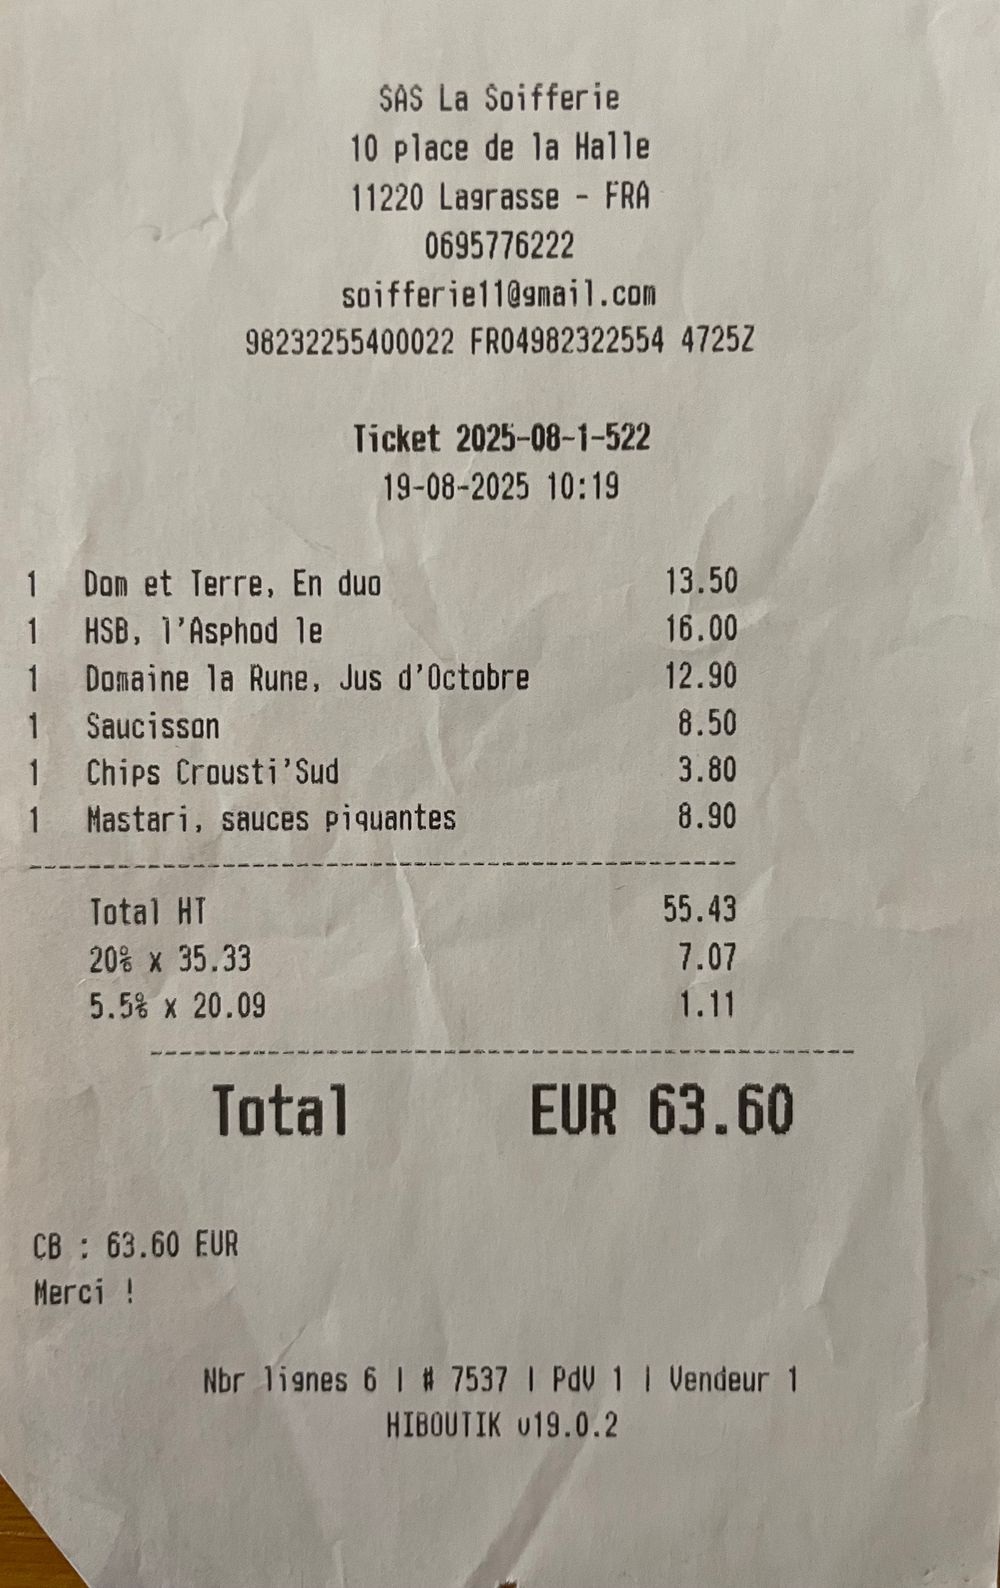 SAS La Soifferie
10 place de la Halle
11220 Lagrasse - FRA
0695776222
soifferie11@gmail.com
98232255400022 FR04982322554 4725Z
Ticket 2025-08-1-522
19-08-2025 10:19
1 Dom et Terre, En duo 13.50
1 HSB, l'Asphod le 16.00
1 Domaine la Rune, Jus d'Octobre 12.90
1 Saucisson 8.50
1 Chips Crousti'Sud 3.80
1 Mastari, sauces piquantes 8.90
Total HT 55.43
20% x 35.33 7.07
5.5% x 20.09 1.11
Total EUR 63.60
CB : 63.60 EUR
Merci !
Nbr lignes 6 | # 7537 | PdV 1 | Vendeur 1
HIBOUTIK v19.0.2